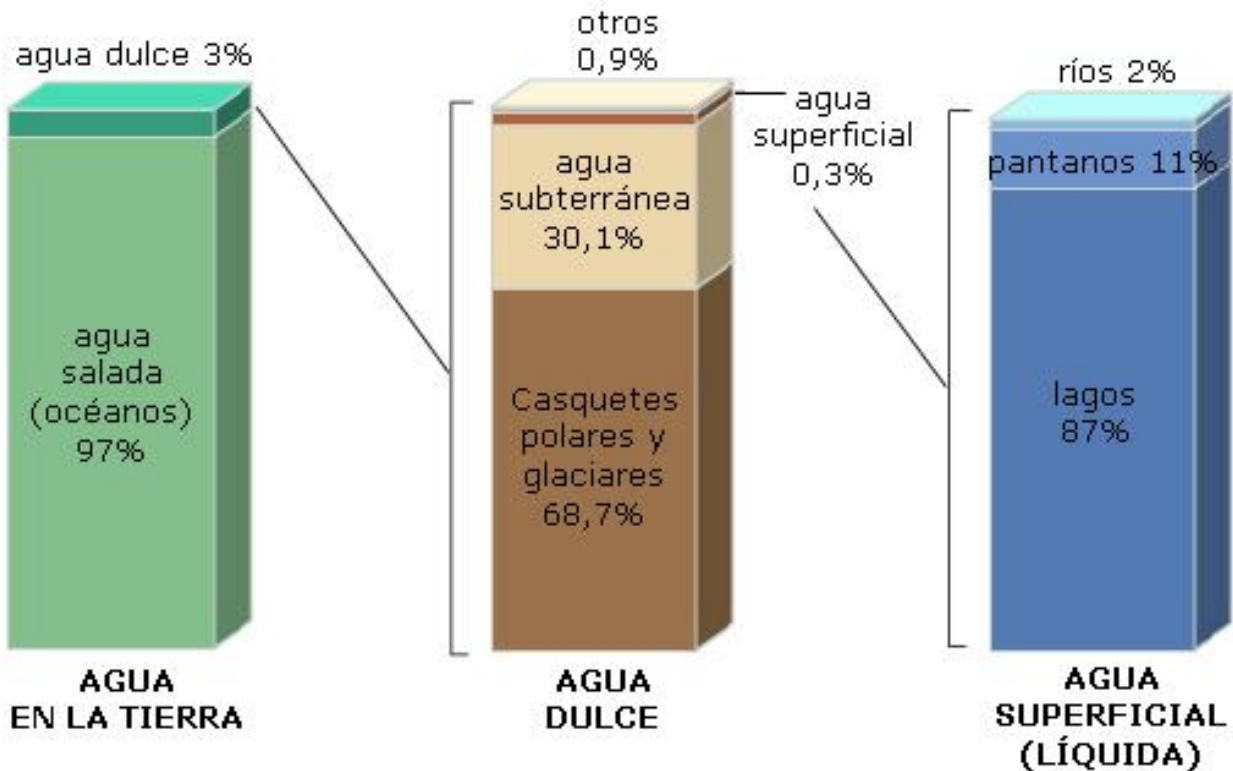 agua dulce 3%
agua
salada
(océanos)
97%
AGUA
EN LA TIERRA
otros
0,9%
agua
superficial
0,3%
agua
subterránea
30,1%
Casquetes
polares y
glaciares
68,7%
AGUA
DULCE
ríos 2%
pantanos 11%
lagos
87%
AGUA
SUPERFICIAL
(LÍQUIDA)